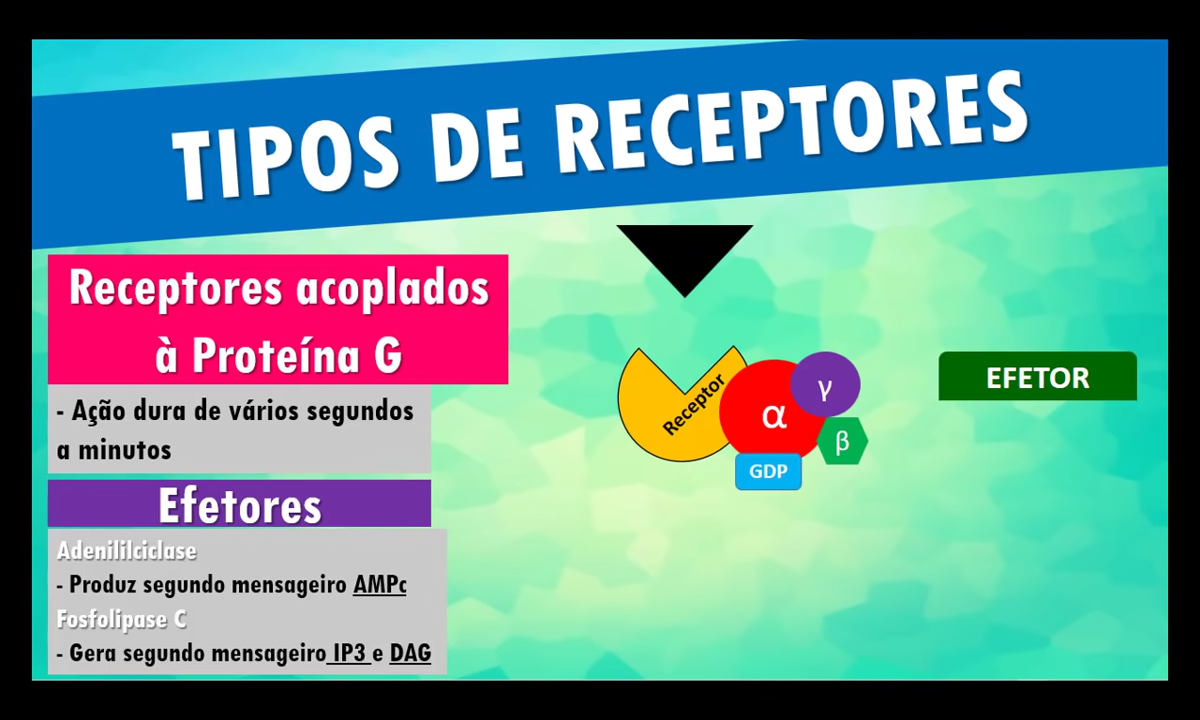 TIPOS DE RECEPTORES
Receptores acoplados
à Proteína G
- Ação dura de vários segundos
a minutos
Efetores
Adenililciclase
- Produz segundo mensageiro AMPc
Fosfolipase C
- Gera segundo mensageiro IP3 e DAG
Receptor
α
γ
β
GDP
EFETOR